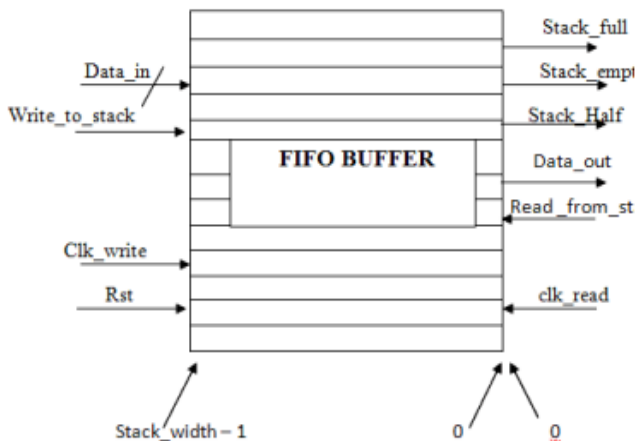 Stack_full
Data_in
Stack_empt
Write_to_stack
Stack_Half
FIFO BUFFER
Data_out
Read_from_st
Clk_write
Rst
clk_read
Stack_width – 1
0
0